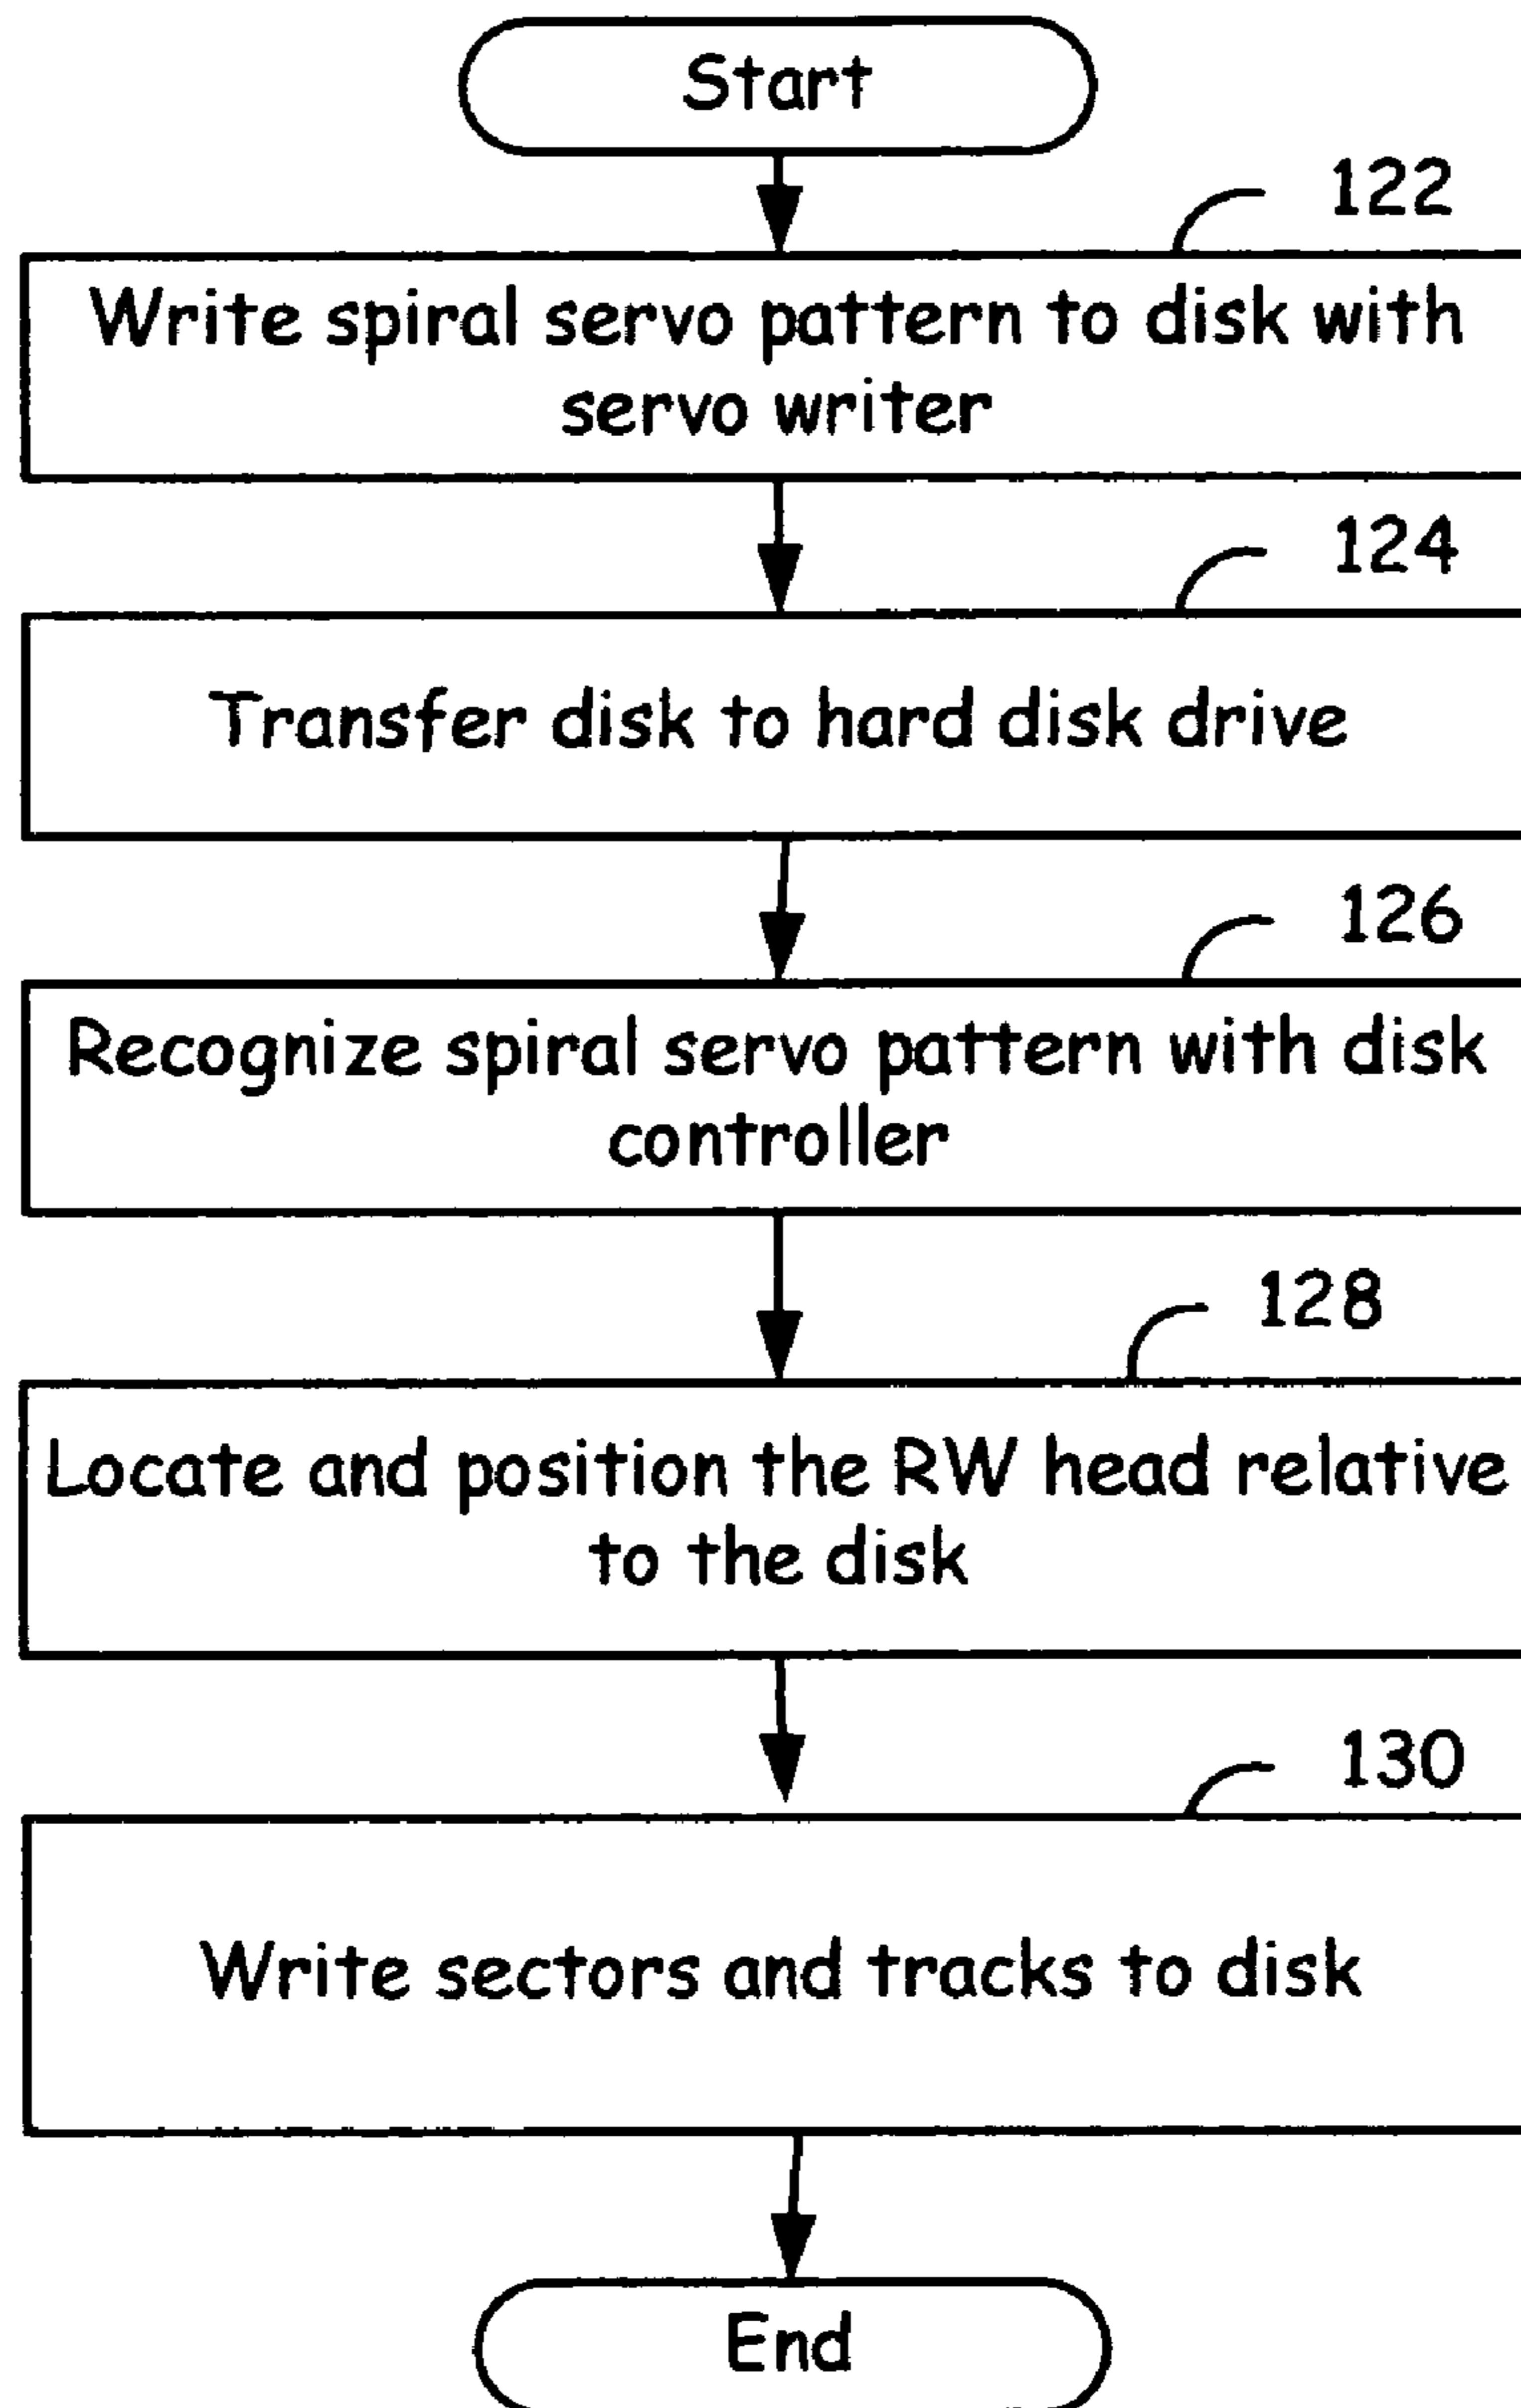 Start
122
Write spiral servo pattern to disk with
servo writer
124
Transfer disk to hard disk drive
126
Recognize spiral servo pattern with disk
controller
128
Locate and position the RW head relative
to the disk
130
Write sectors and tracks to disk
End